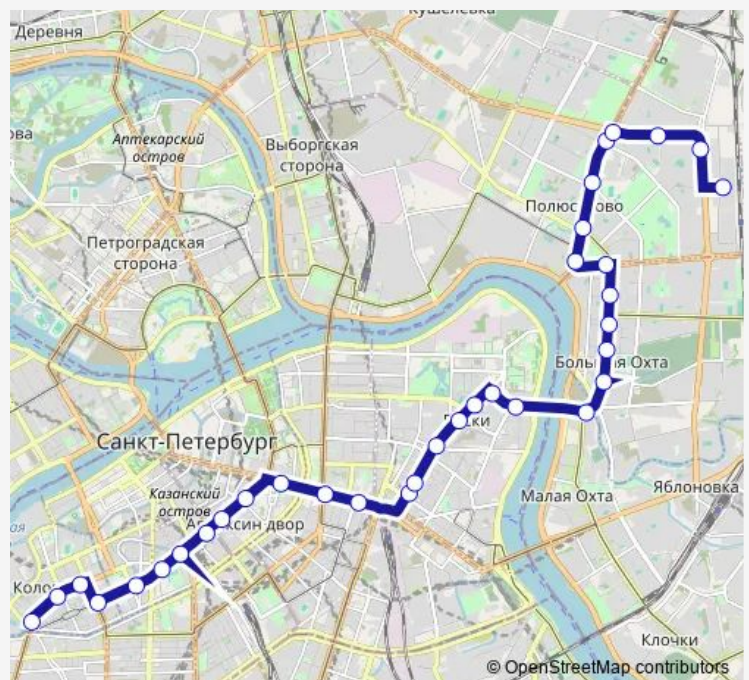 Кушелевка
Деревня
Аптекарский
остров
Выборгская
сторона
Петроградская
сторона
Большая Охта
Санкт-Петербург
Казанский
остров
Малая Охта
Яблоновка
Клочки
© OpenStreetMap contributors